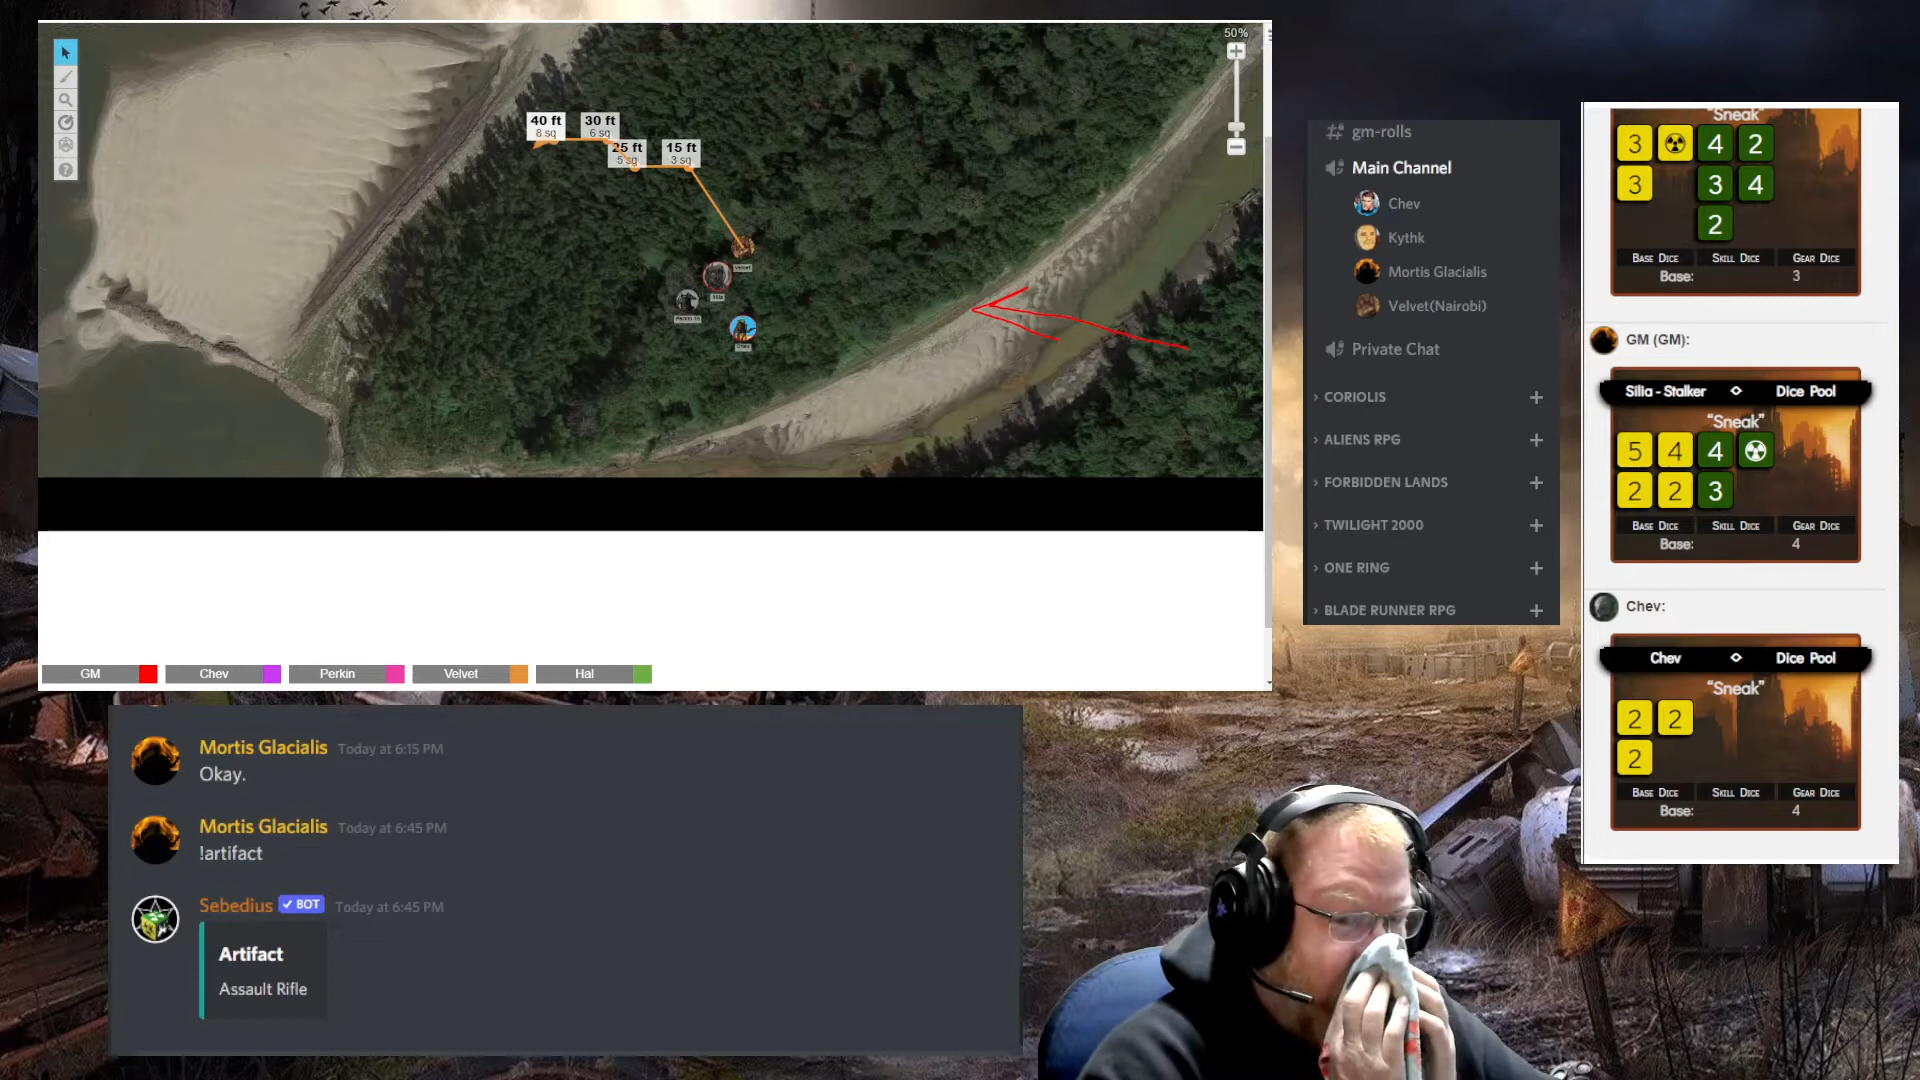 50%
40 ft
8 sq
30 ft
6 sq
25 ft
5 sq
15 ft
3 sq
Velvet
Silia
Chev
GM
Chev
Perkin
Velvet
Hal
Mortis Glacialis Today at 6:15 PM
Okay.
Mortis Glacialis Today at 6:45 PM
!artifact
Sebedius ✓ BOT Today at 6:45 PM
Artifact
Assault Rifle
# gm-rolls
Main Channel
Chev
Kythk
Mortis Glacialis
Velvet(Nairobi)
Private Chat
› CORIOLIS +
› ALIENS RPG +
› FORBIDDEN LANDS +
› TWILIGHT 2000 +
› ONE RING +
› BLADE RUNNER RPG +
"Sneak"
3 4 2
3 3 4
2
Base Dice Skill Dice Gear Dice
Base: 3
GM (GM):
Silia - Stalker Dice Pool
"Sneak"
5 4 4
2 2 3
Base Dice Skill Dice Gear Dice
Base: 4
Chev:
Chev Dice Pool
"Sneak"
2 2
2
Base Dice Skill Dice Gear Dice
Base: 4